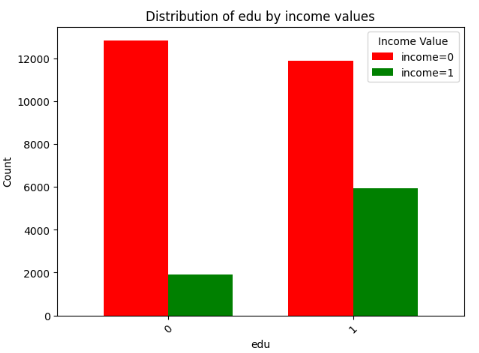 Distribution of edu by income values
Income Value
income=0
income=1
12000
10000
8000
6000
4000
2000
0
Count
0
1
edu